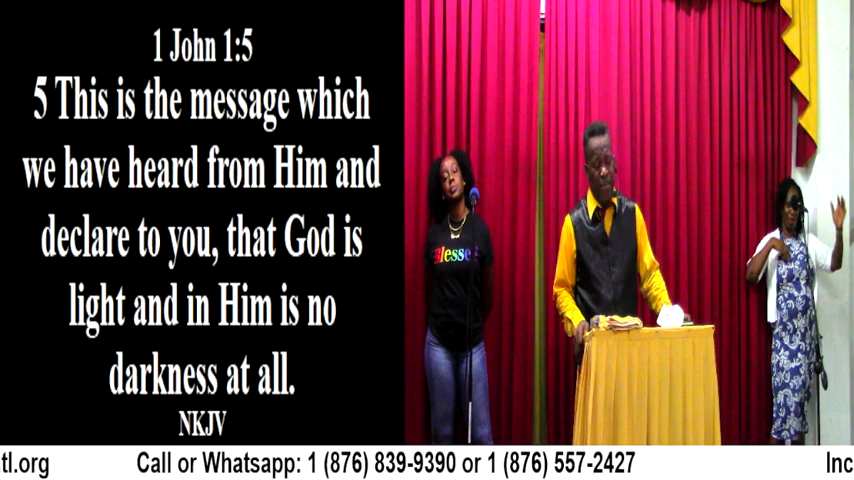 1 John 1:5
5 This is the message which
we have heard from Him and
declare to you, that God is
light and in Him is no
darkness at all.
NKJV
Blesse
tl.org Call or Whatsapp: 1 (876) 839-9390 or 1 (876) 557-2427 Inc